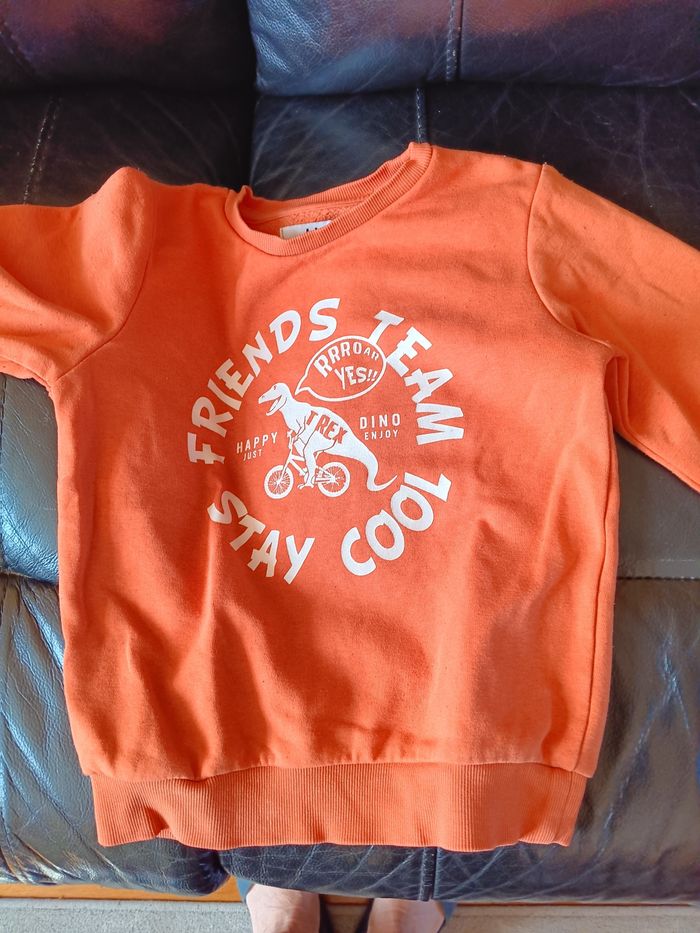 FRIENDS TEAM
RRROAR
YES!!
T REX
HAPPY
JUST
DINO
ENJOY
STAY COOL